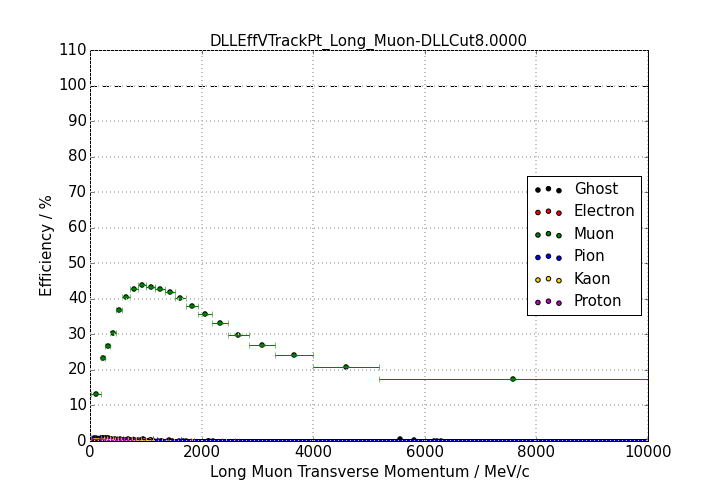 DLLEffVTrackPt_Long_Muon-DLLCut8.0000
110
100
90
80
70
60
50
40
30
20
10
0
Efficiency / %
Ghost
Electron
Muon
Pion
Kaon
Proton
0 2000 4000 6000 8000 10000
Long Muon Transverse Momentum / MeV/c